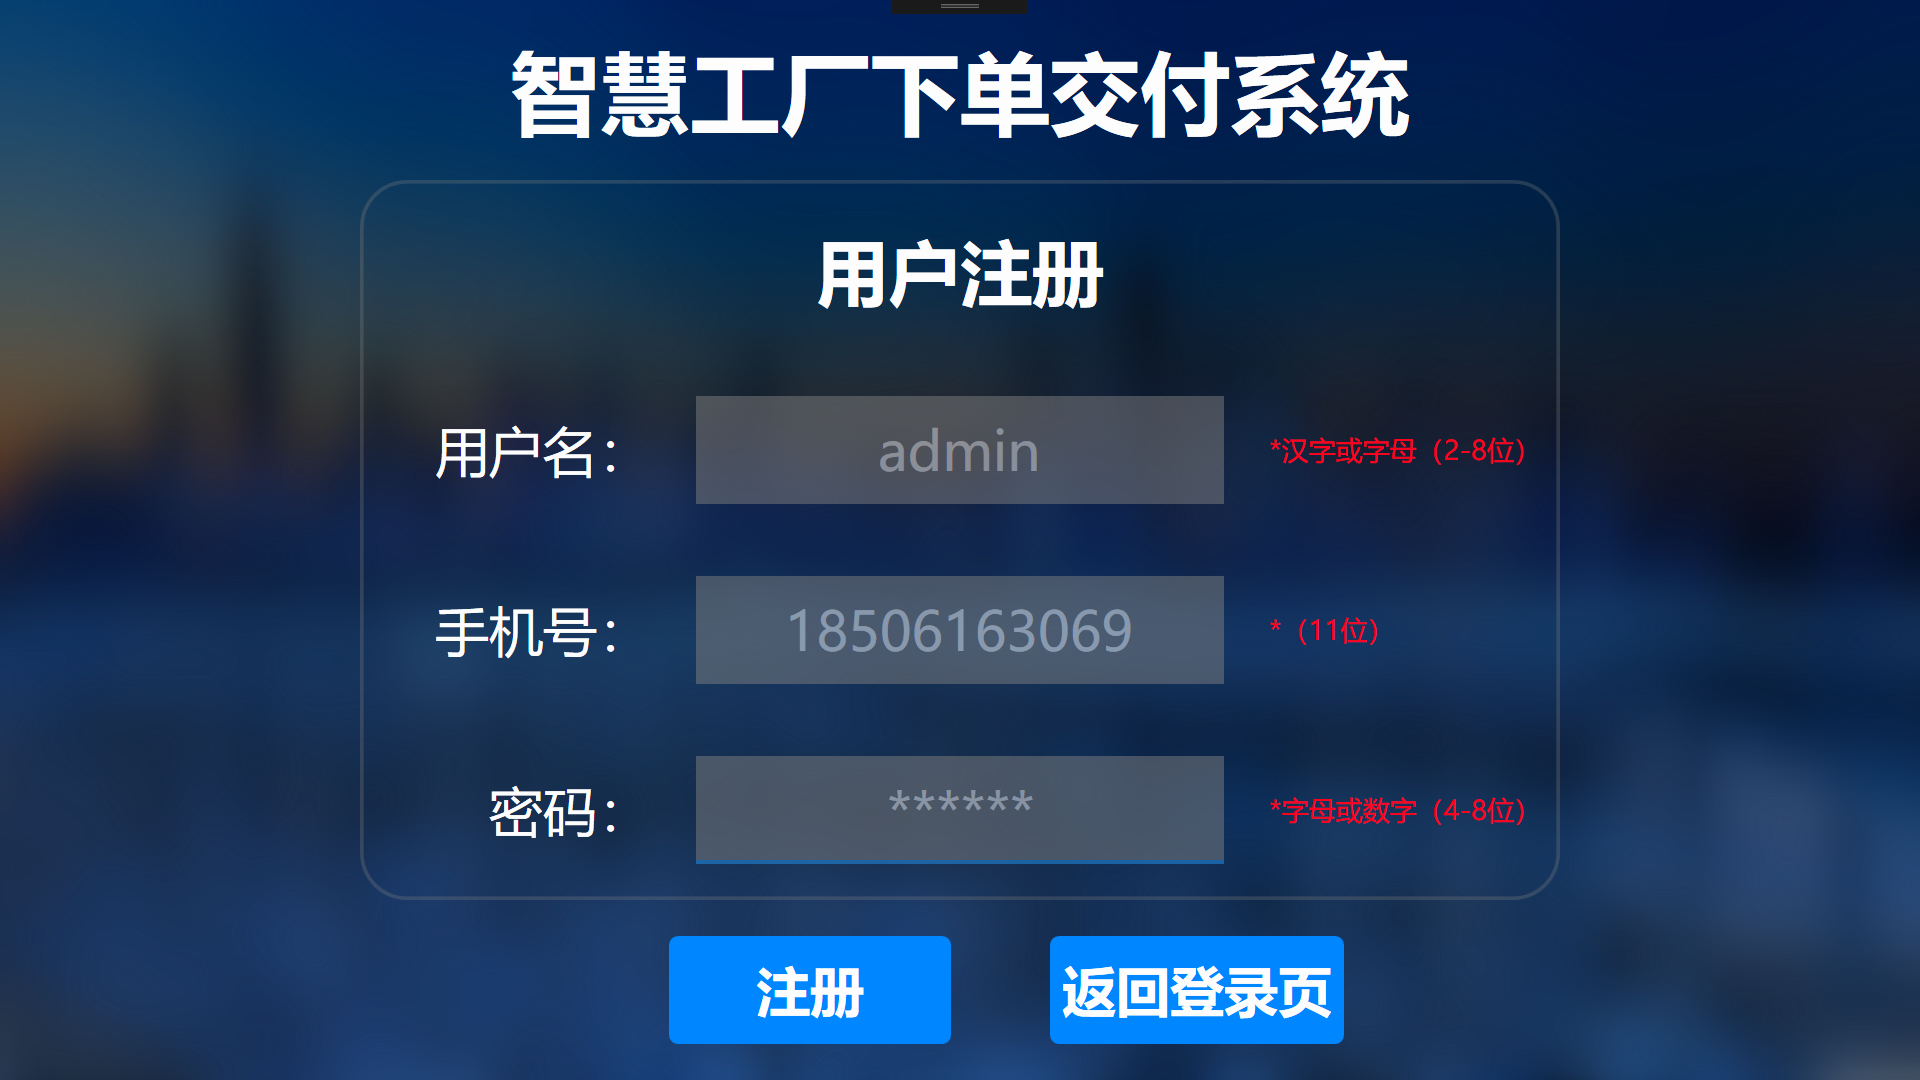 智慧工厂下单交付系统
用户注册
用户名：
admin
*汉字或字母（2-8位）
手机号：
18506163069
*（11位）
密码：
******
*字母或数字（4-8位）
注册
返回登录页